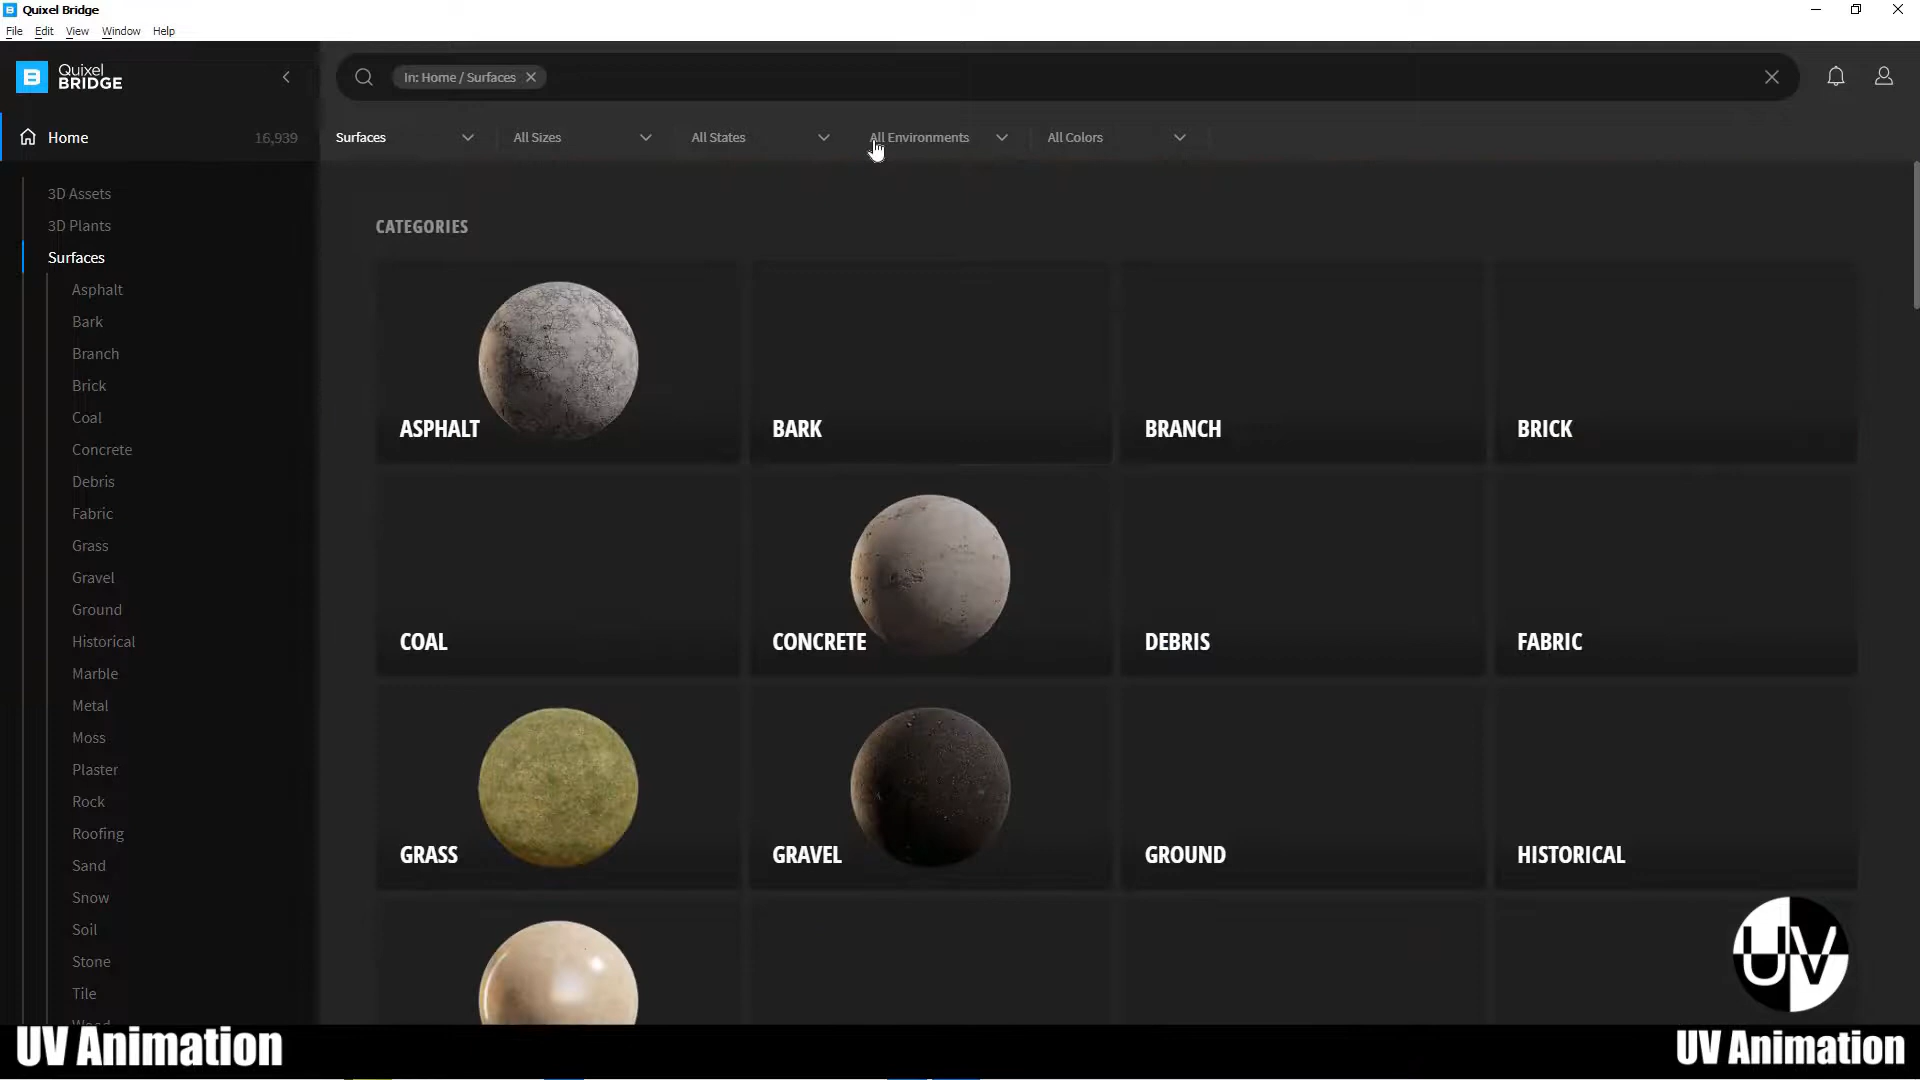 Quixel Bridge
File Edit View Window Help
Quixel
BRIDGE
In: Home / Surfaces
Home 16,939
Surfaces All Sizes All States All Environments All Colors
3D Assets
3D Plants
Surfaces
Asphalt
Bark
Branch
Brick
Coal
Concrete
Debris
Fabric
Grass
Gravel
Ground
Historical
Marble
Metal
Moss
Plaster
Rock
Roofing
Sand
Snow
Soil
Stone
Tile
Wood
CATEGORIES
ASPHALT BARK BRANCH BRICK
COAL CONCRETE DEBRIS FABRIC
GRASS GRAVEL GROUND HISTORICAL
UV
UV Animation UV Animation